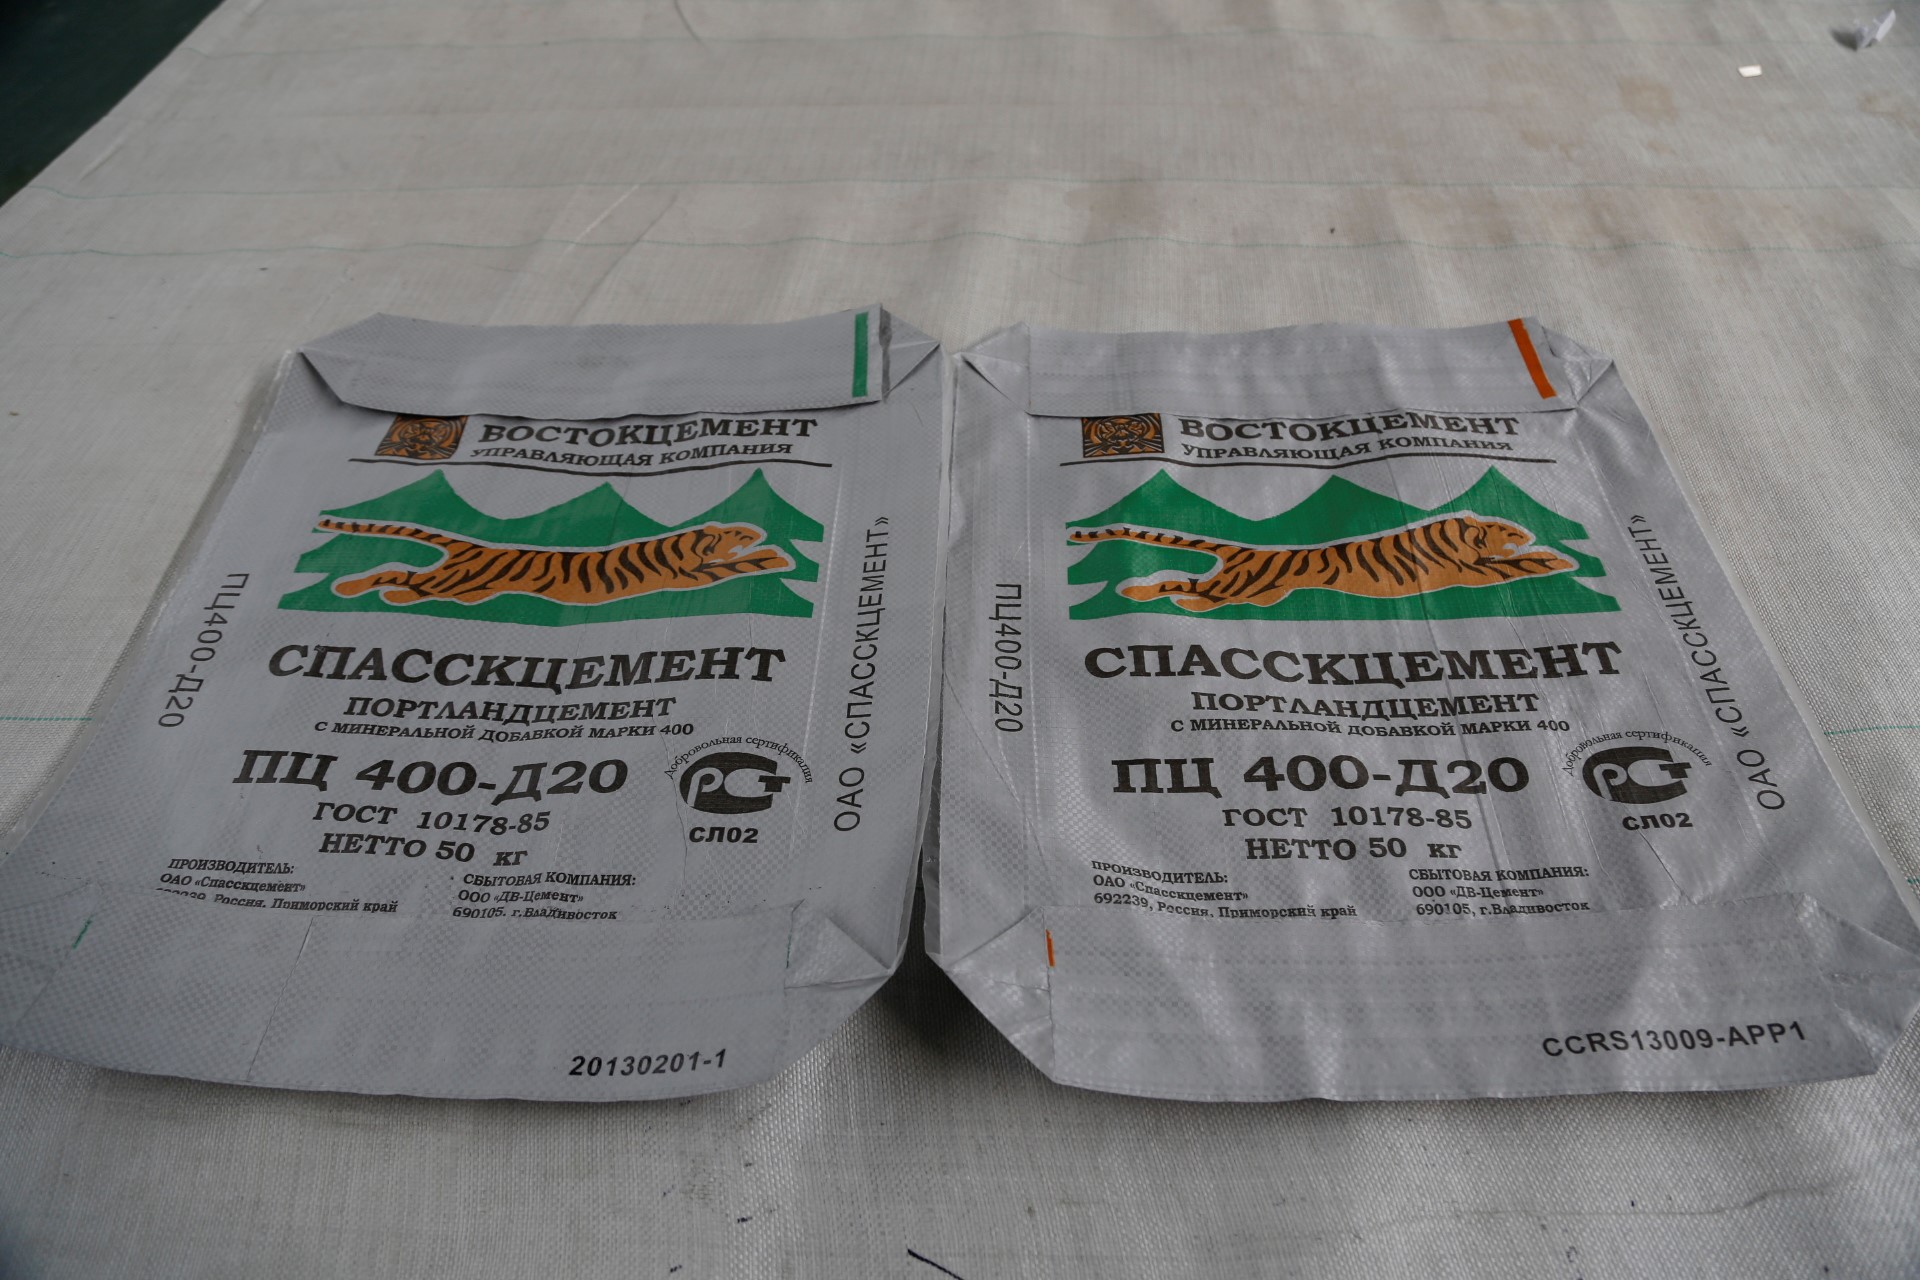 ВОСТОКЦЕМЕНТ
УПРАВЛЯЮЩАЯ КОМПАНИЯ
ПЦ400-Д20
ОАО «СПАССКЦЕМЕНТ»
СПАССКЦЕМЕНТ
ПОРТЛАНДЦЕМЕНТ
С МИНЕРАЛЬНОЙ ДОБАВКОЙ МАРКИ 400
ПЦ 400-Д20
Добровольная сертификация
РСТ
СЛ02
ГОСТ 10178-85
НЕТТО 50 кг
ПРОИЗВОДИТЕЛЬ:
ОАО «Спасскцемент»
692239, Россия, Приморский край
СБЫТОВАЯ КОМПАНИЯ:
ООО «ДВ-Цемент»
690105, г.Владивосток
20130201-1
ВОСТОКЦЕМЕНТ
УПРАВЛЯЮЩАЯ КОМПАНИЯ
ПЦ400-Д20
ОАО «СПАССКЦЕМЕНТ»
СПАССКЦЕМЕНТ
ПОРТЛАНДЦЕМЕНТ
С МИНЕРАЛЬНОЙ ДОБАВКОЙ МАРКИ 400
ПЦ 400-Д20
Добровольная сертификация
РСТ
СЛ02
ГОСТ 10178-85
НЕТТО 50 кг
ПРОИЗВОДИТЕЛЬ:
ОАО «Спасскцемент»
692239, Россия, Приморский край
СБЫТОВАЯ КОМПАНИЯ:
ООО «ДВ-Цемент»
690105, г.Владивосток
CCRS13009-APP1